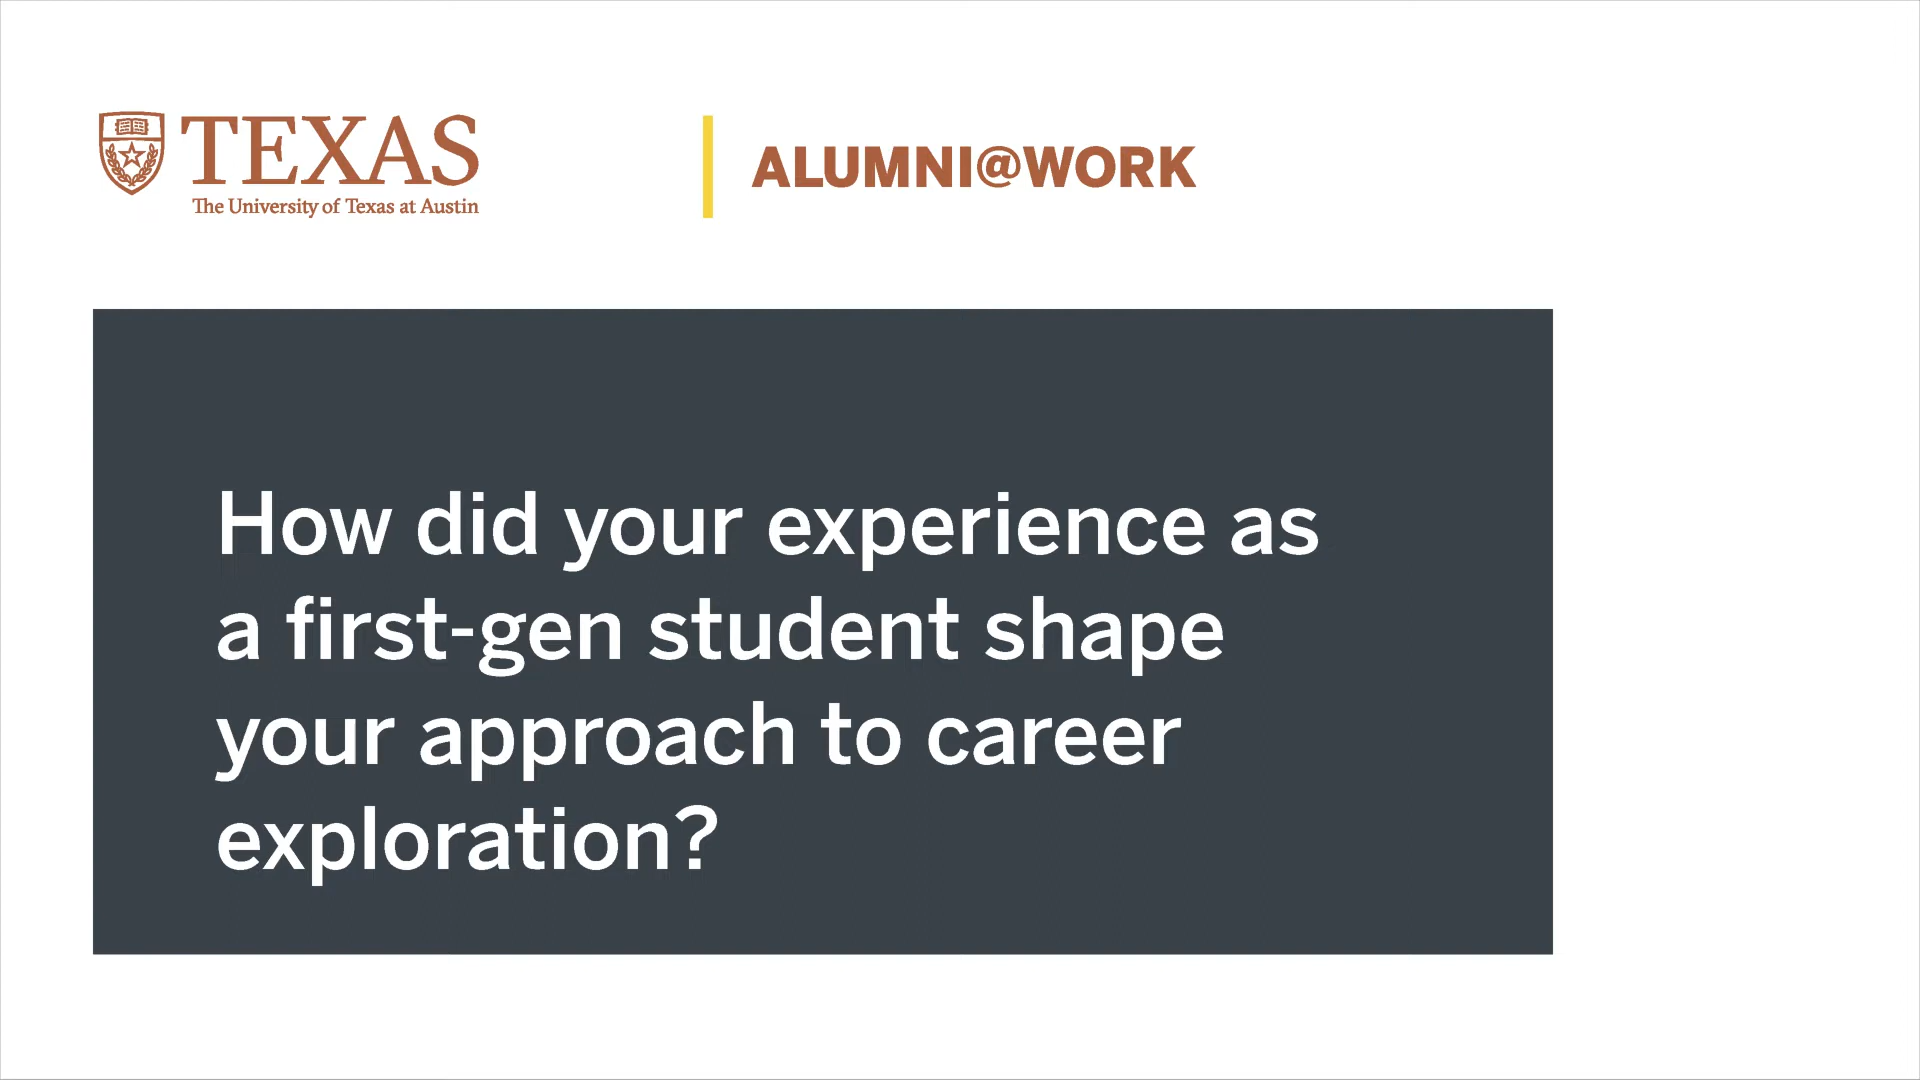 TEXAS
The University of Texas at Austin
ALUMNI@WORK
How did your experience as
a first-gen student shape
your approach to career
exploration?